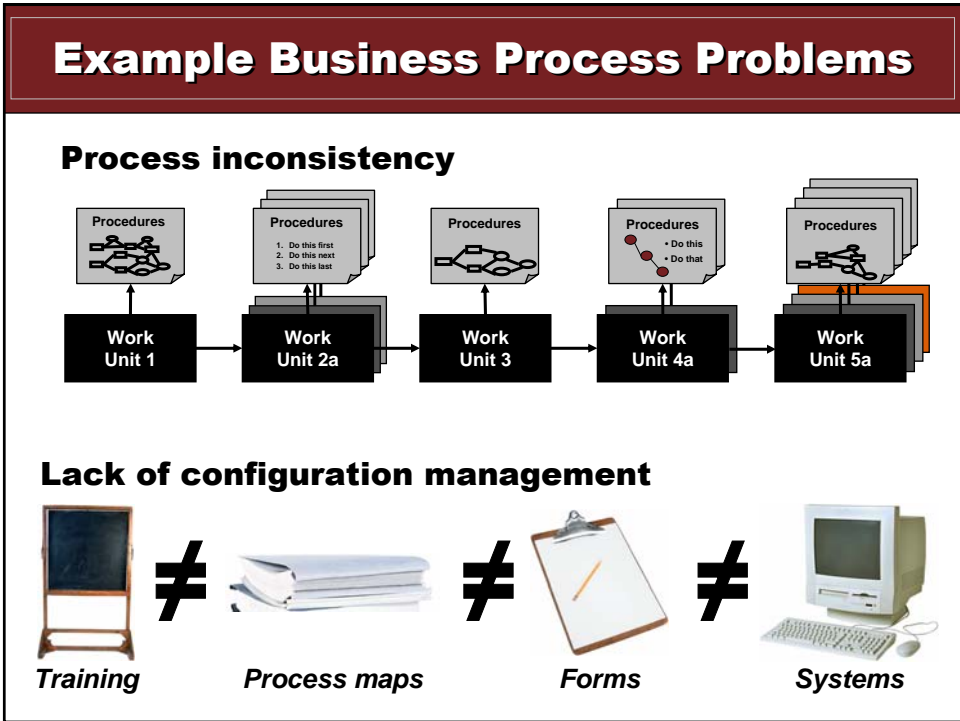 Example Business Process Problems
Process inconsistency
Procedures
Procedures
1. Do this first
2. Do this next
3. Do this last
Procedures
Procedures
• Do this
• Do that
Procedures
Work
Unit 1
Work
Unit 2a
Work
Unit 3
Work
Unit 4a
Work
Unit 5a
Lack of configuration management
≠ ≠ ≠
Training Process maps Forms Systems